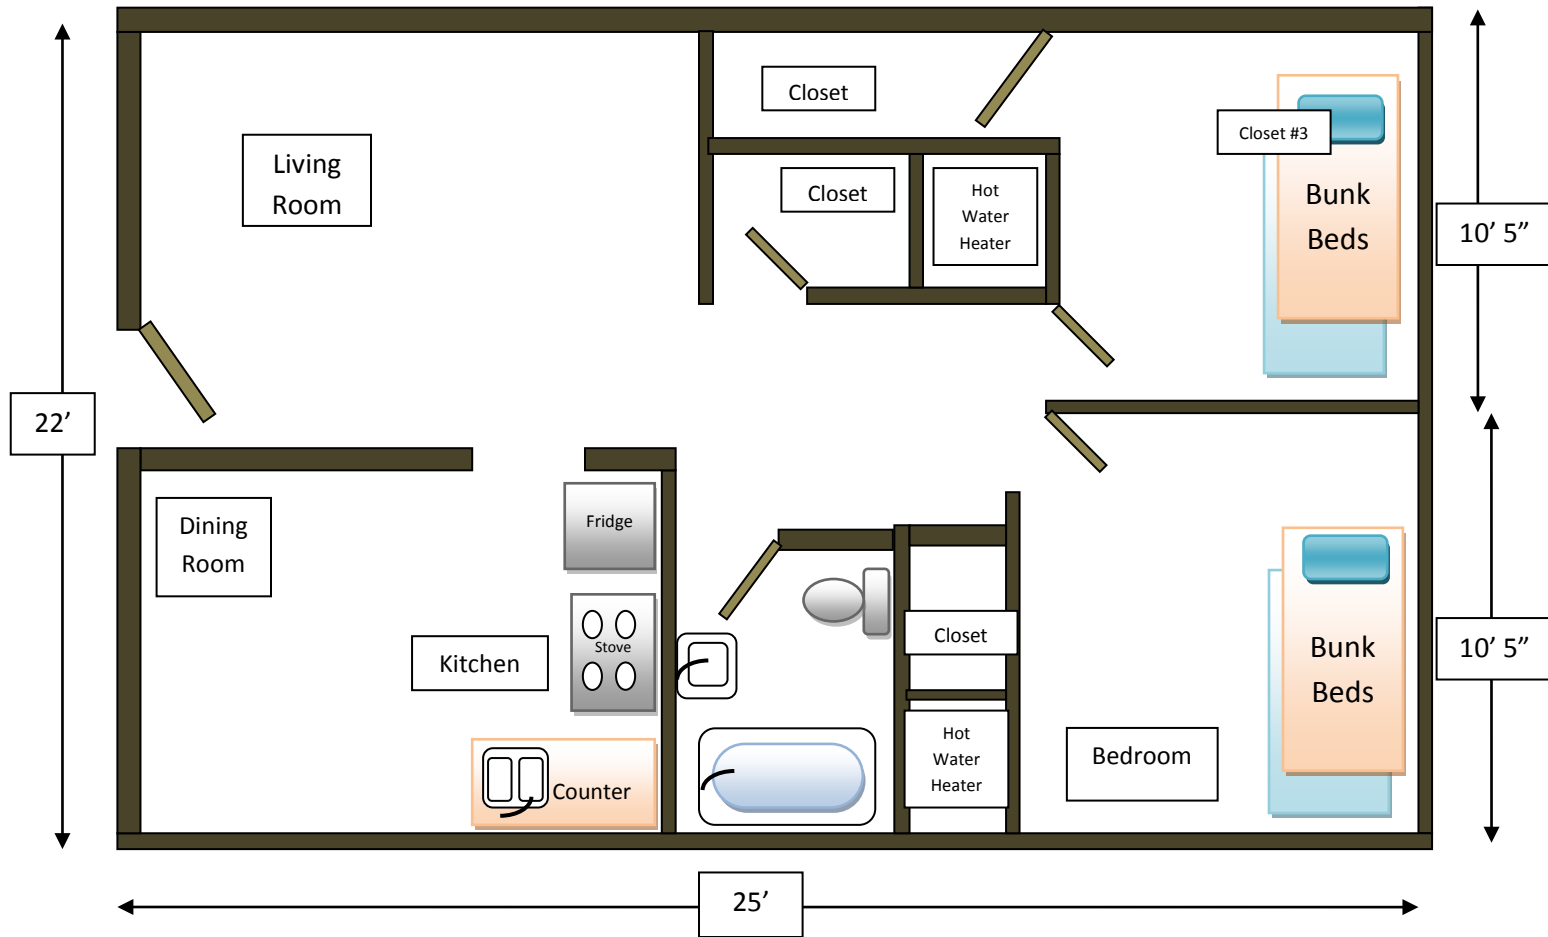 Closet
Living
Room
Closet #3
Closet
Hot
Water
Heater
Bunk
Beds
10’ 5”
22’
Dining
Room
Fridge
Stove
Kitchen
Closet
Bunk
Beds
10’ 5”
Hot
Water
Heater
Bedroom
Counter
25’